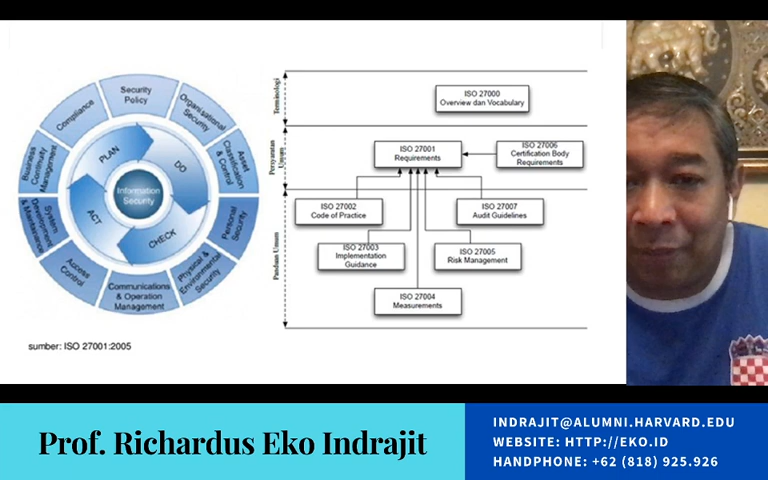 Security
Policy
Organisational
Security
Asset
Classification
& Control
Personal
Security
Physical &
Environmental
Security
Communications
& Operation
Management
Access
Control
System
Development
& Maintainance
Business
Continuity
Management
Compliance
PLAN
DO
CHECK
ACT
Information
Security
sumber: ISO 27001:2005
Terminologi
ISO 27000
Overview dan Vocabulary
Persyaratan
Umum
ISO 27001
Requirements
ISO 27006
Certification Body
Requirements
Panduan Umum
ISO 27002
Code of Practice
ISO 27007
Audit Guidelines
ISO 27003
Implementation
Guidance
ISO 27005
Risk Management
ISO 27004
Measurements
Prof. Richardus Eko Indrajit
INDRAJIT@ALUMNI.HARVARD.EDU
WEBSITE: HTTP://EKO.ID
HANDPHONE: +62 (818) 925.926